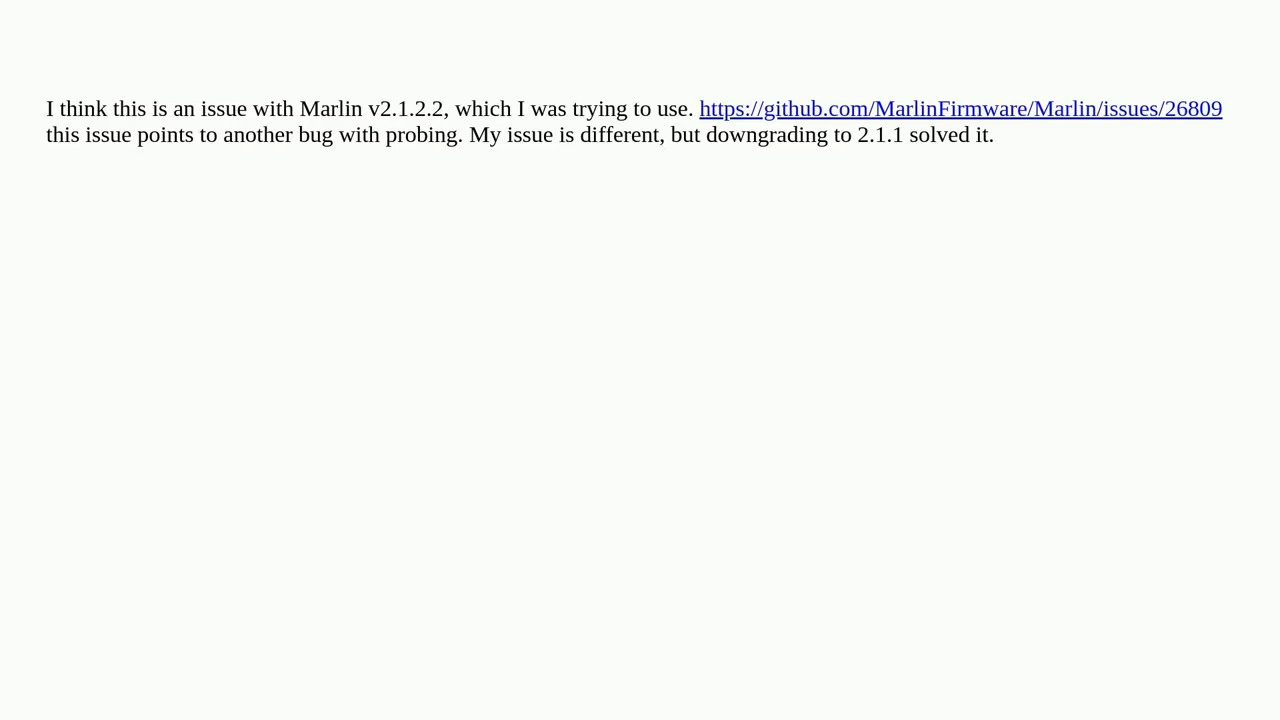 I think this is an issue with Marlin v2.1.2.2, which I was trying to use. https://github.com/MarlinFirmware/Marlin/issues/26809
this issue points to another bug with probing. My issue is different, but downgrading to 2.1.1 solved it.